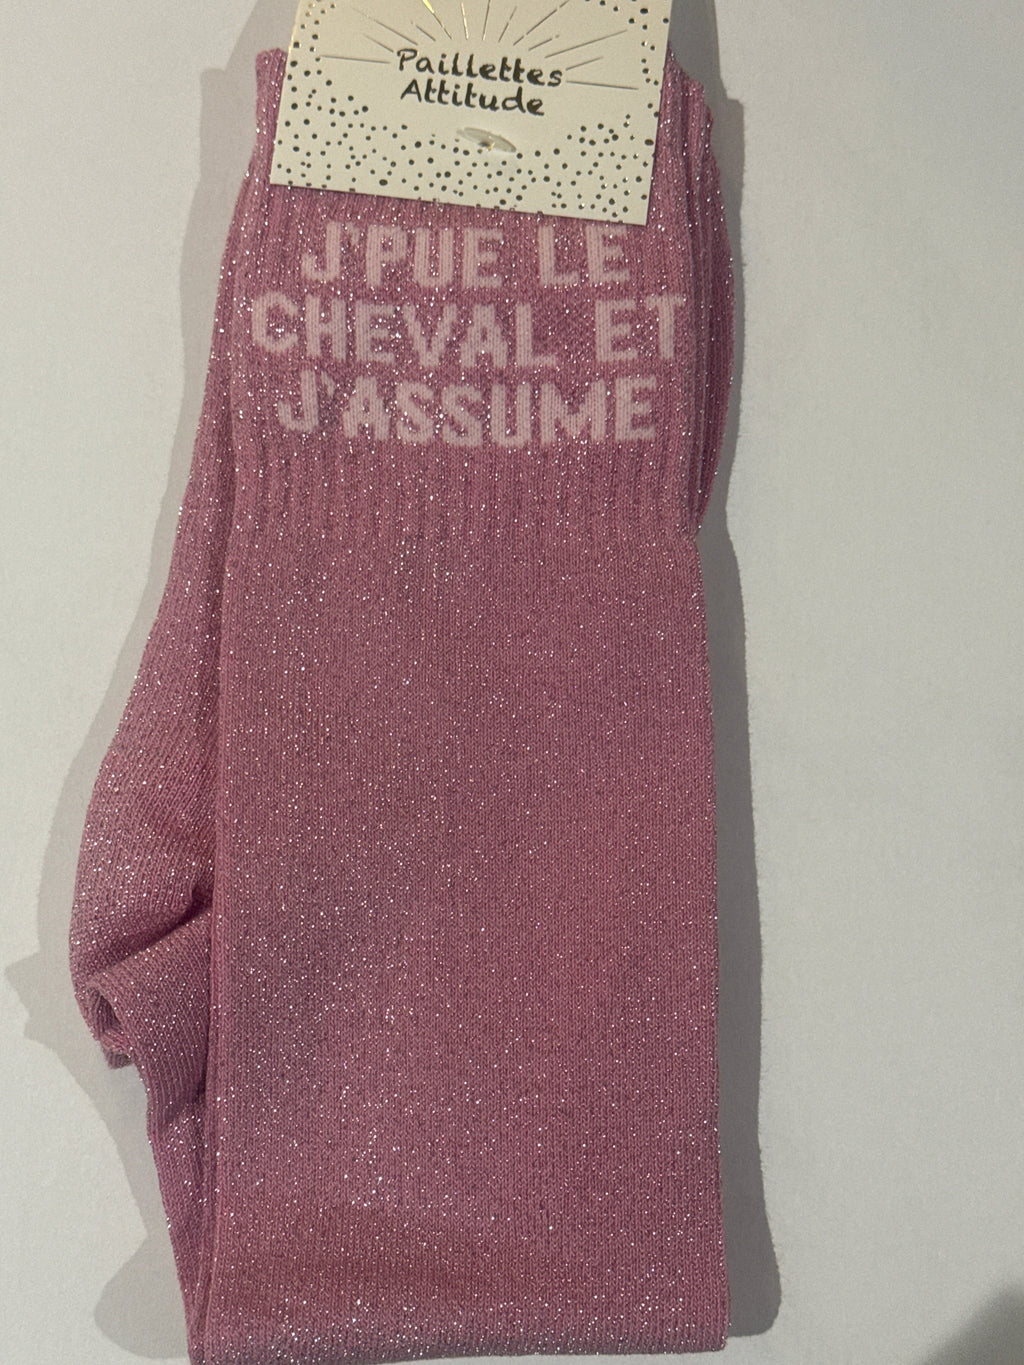 Paillettes
Attitude
J'PUE LE
CHEVAL ET
J'ASSUME